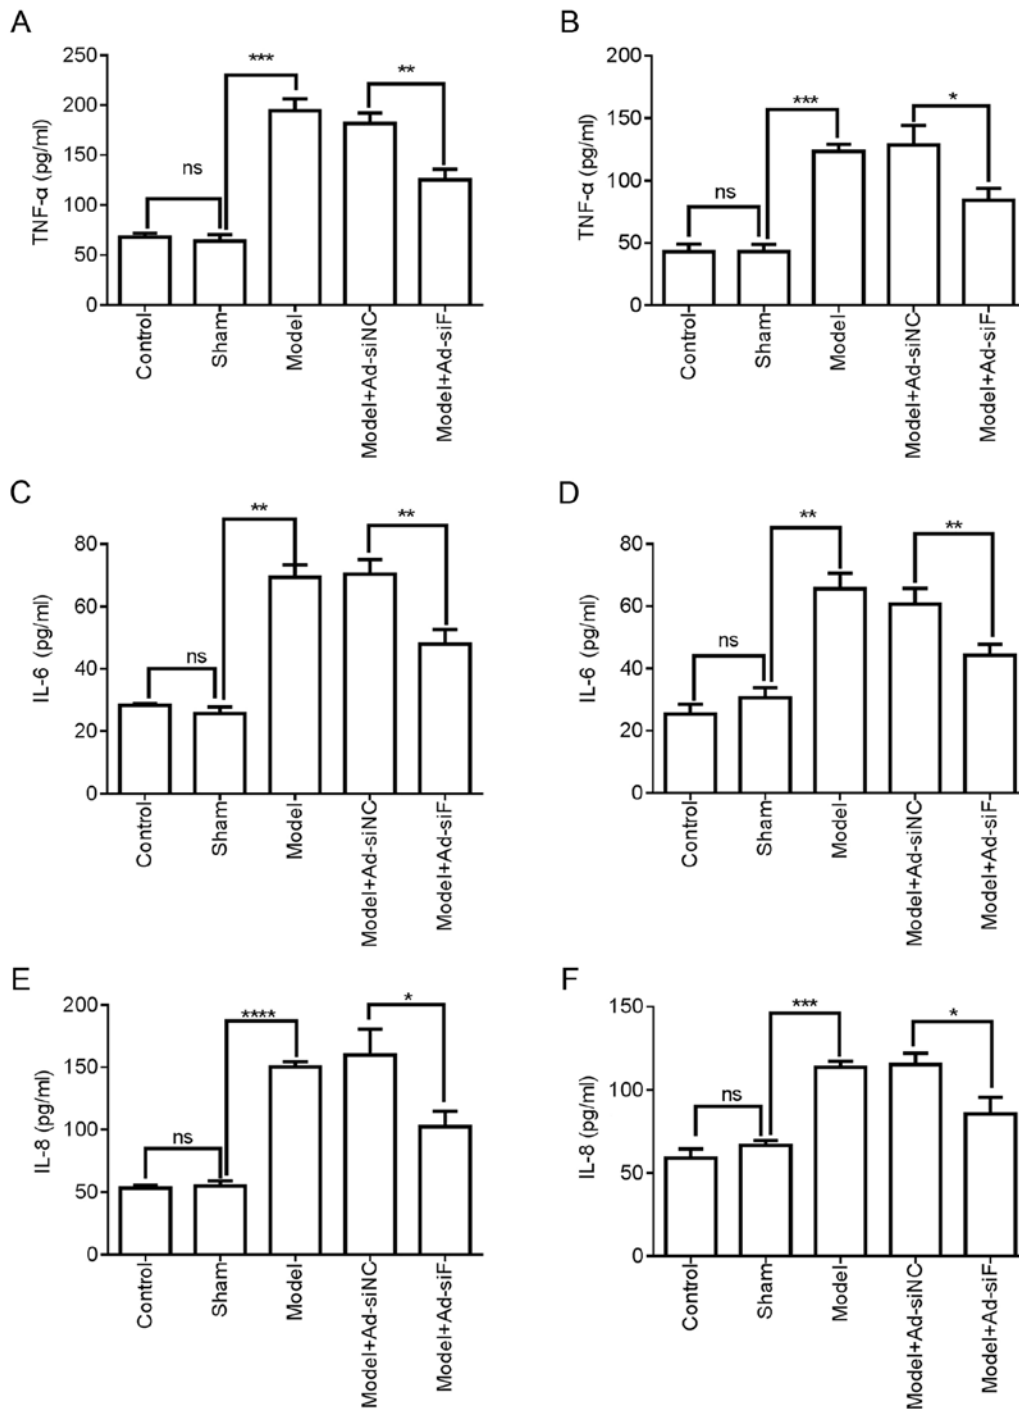 A
TNF-α (pg/ml)
250
200
150
100
50
0
ns
***
**
Control
Sham
Model
Model+Ad-siNC
Model+Ad-siF
B
TNF-α (pg/ml)
200
150
100
50
0
ns
***
*
Control
Sham
Model
Model+Ad-siNC
Model+Ad-siF
C
IL-6 (pg/ml)
80
60
40
20
0
ns
**
**
Control
Sham
Model
Model+Ad-siNC
Model+Ad-siF
D
IL-6 (pg/ml)
80
60
40
20
0
ns
**
**
Control
Sham
Model
Model+Ad-siNC
Model+Ad-siF
E
IL-8 (pg/ml)
200
150
100
50
0
ns
****
*
Control
Sham
Model
Model+Ad-siNC
Model+Ad-siF
F
IL-8 (pg/ml)
150
100
50
0
ns
***
*
Control
Sham
Model
Model+Ad-siNC
Model+Ad-siF